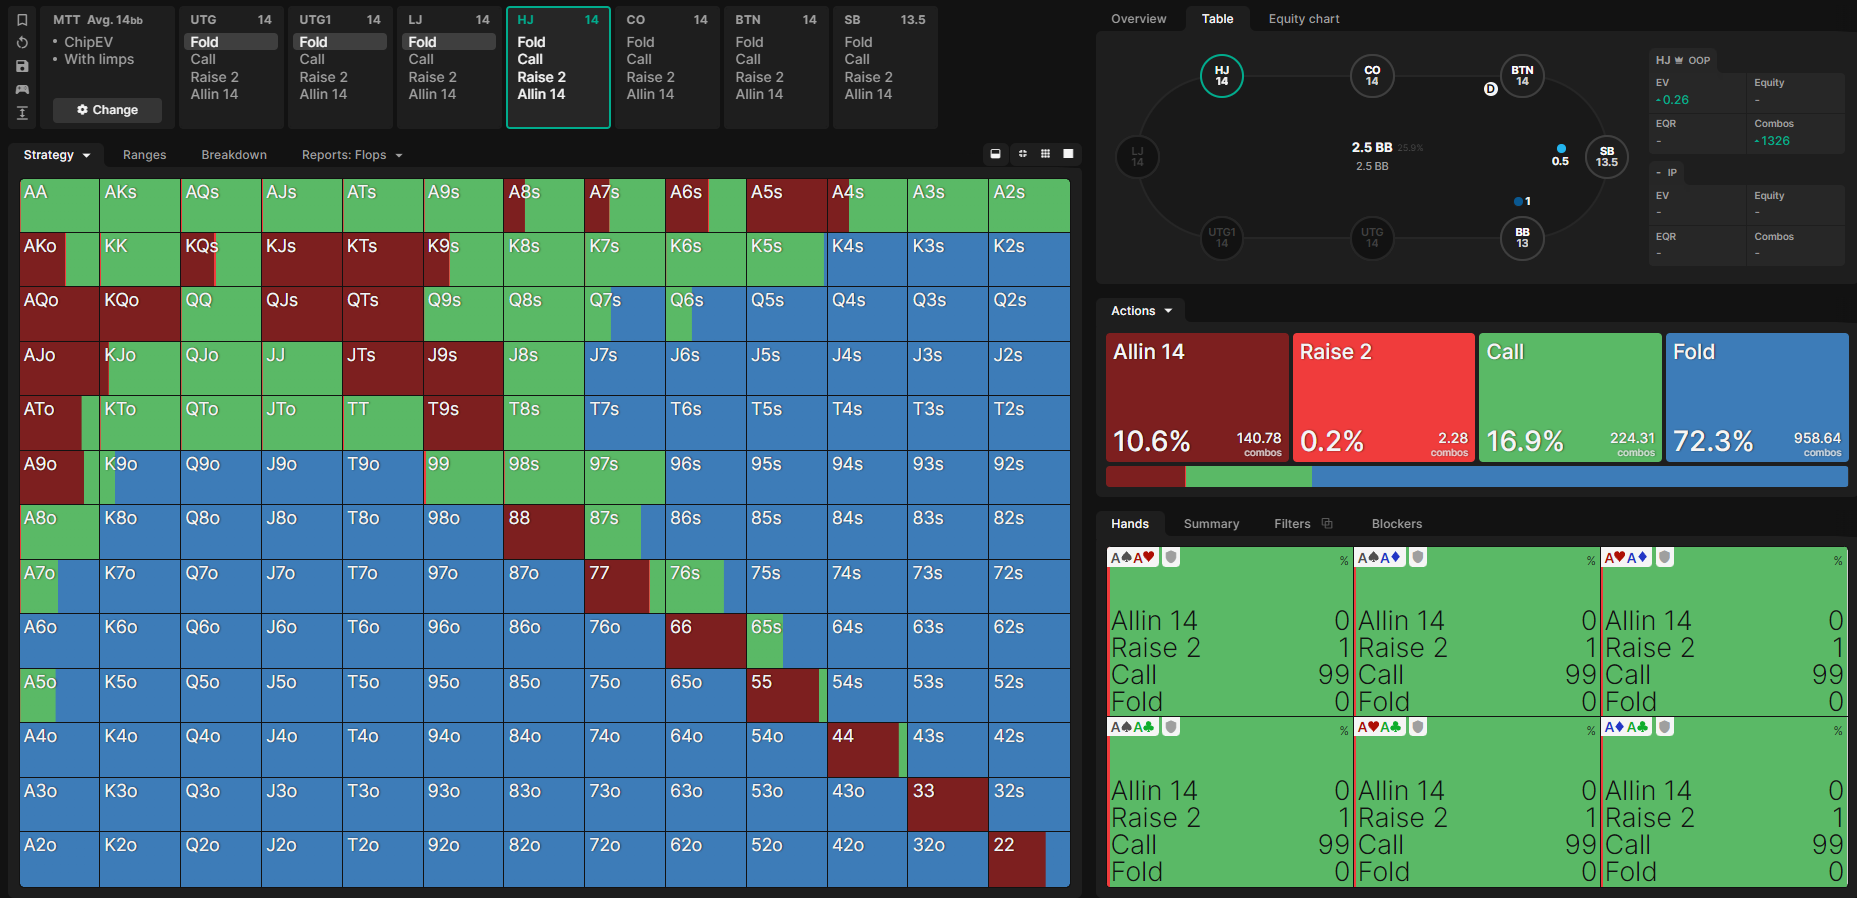 MTT Avg. 14bb
• ChipEV
• With limps
Change
UTG 14
Fold
Call
Raise 2
Allin 14
UTG1 14
Fold
Call
Raise 2
Allin 14
LJ 14
Fold
Call
Raise 2
Allin 14
HJ 14
Fold
Call
Raise 2
Allin 14
CO 14
Fold
Call
Raise 2
Allin 14
BTN 14
Fold
Call
Raise 2
Allin 14
SB 13.5
Fold
Call
Raise 2
Allin 14
Strategy Ranges Breakdown Reports: Flops
AA AKs AQs AJs ATs A9s A8s A7s A6s A5s A4s A3s A2s
AKo KK KQs KJs KTs K9s K8s K7s K6s K5s K4s K3s K2s
AQo KQo QQ QJs QTs Q9s Q8s Q7s Q6s Q5s Q4s Q3s Q2s
AJo KJo QJo JJ JTs J9s J8s J7s J6s J5s J4s J3s J2s
ATo KTo QTo JTo TT T9s T8s T7s T6s T5s T4s T3s T2s
A9o K9o Q9o J9o T9o 99 98s 97s 96s 95s 94s 93s 92s
A8o K8o Q8o J8o T8o 98o 88 87s 86s 85s 84s 83s 82s
A7o K7o Q7o J7o T7o 97o 87o 77 76s 75s 74s 73s 72s
A6o K6o Q6o J6o T6o 96o 86o 76o 66 65s 64s 63s 62s
A5o K5o Q5o J5o T5o 95o 85o 75o 65o 55 54s 53s 52s
A4o K4o Q4o J4o T4o 94o 84o 74o 64o 54o 44 43s 42s
A3o K3o Q3o J3o T3o 93o 83o 73o 63o 53o 43o 33 32s
A2o K2o Q2o J2o T2o 92o 82o 72o 62o 52o 42o 32o 22
Overview Table Equity chart
HJ
14
CO
14
BTN
14
D
LJ
14
2.5 BB 25.9%
2.5 BB
0.5
SB
13.5
1
UTG1
14
UTG
14
BB
13
HJ OOP
EV Equity
-0.26 -
EQR Combos
- -1326
- IP
EV Equity
- -
EQR Combos
- -
Actions
Allin 14
10.6% 140.78
combos
Raise 2
0.2% 2.28
combos
Call
16.9% 224.31
combos
Fold
72.3% 958.64
combos
Hands Summary Filters Blockers
A♠A♥ %
Allin 14 0
Raise 2 1
Call 99
Fold 0
A♠A♦ %
Allin 14 0
Raise 2 1
Call 99
Fold 0
A♥A♦ %
Allin 14 0
Raise 2 1
Call 99
Fold 0
A♠A♣ %
Allin 14 0
Raise 2 1
Call 99
Fold 0
A♥A♣ %
Allin 14 0
Raise 2 1
Call 99
Fold 0
A♦A♣ %
Allin 14 0
Raise 2 1
Call 99
Fold 0